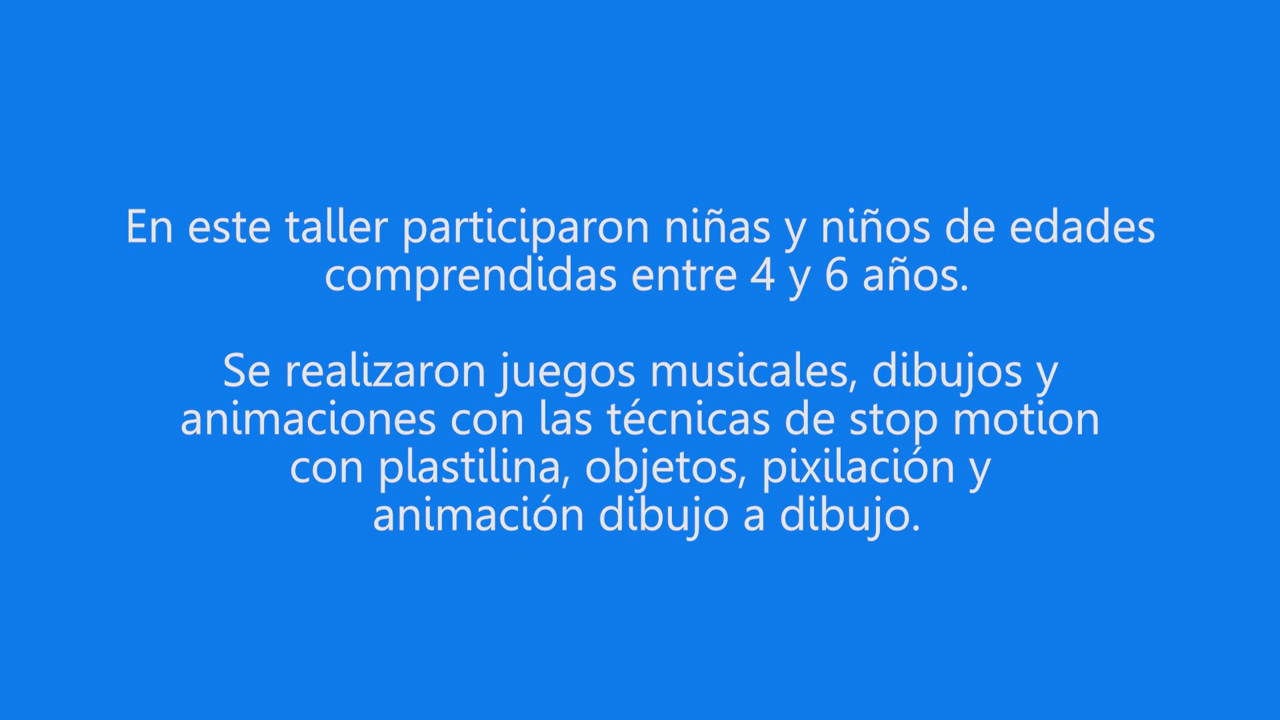 En este taller participaron niñas y niños de edades
comprendidas entre 4 y 6 años.
Se realizaron juegos musicales, dibujos y
animaciones con las técnicas de stop motion
con plastilina, objetos, pixilación y
animación dibujo a dibujo.